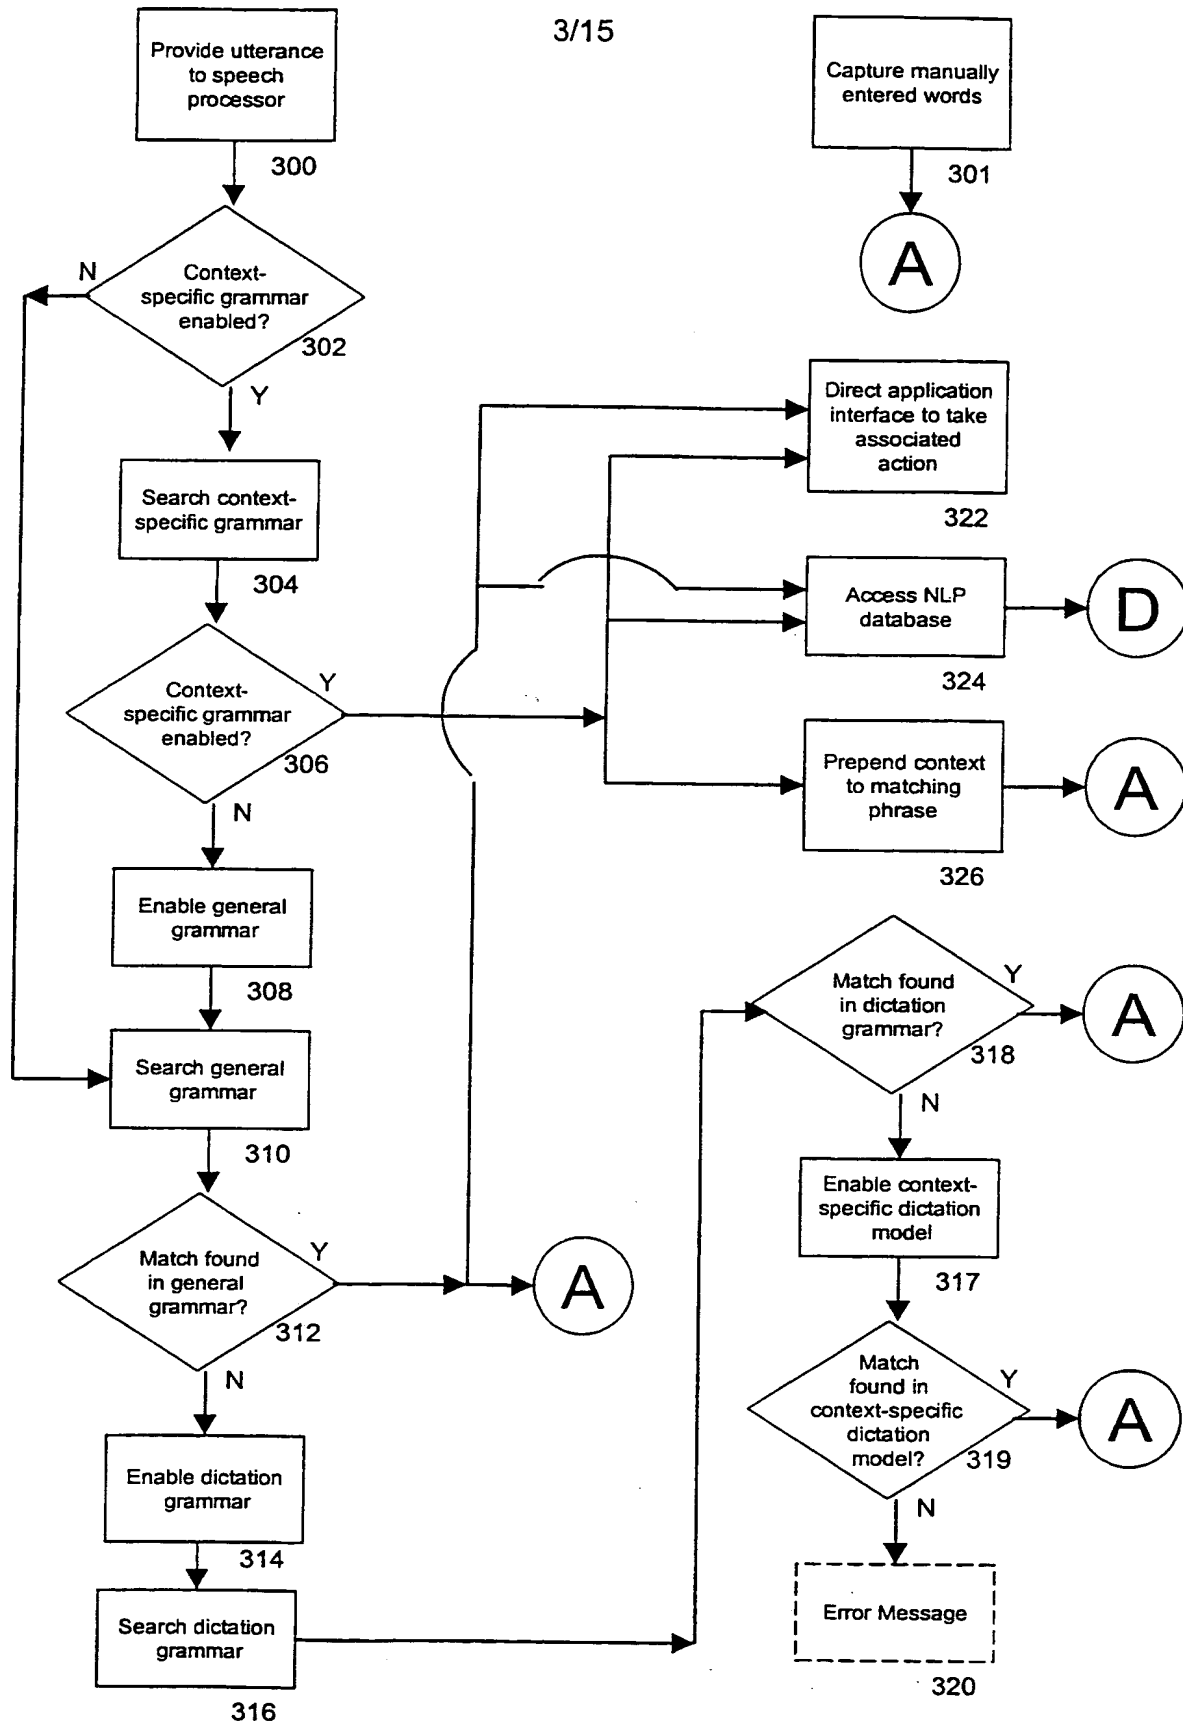 3/15
Provide utterance
to speech
processor
300
N
Context-
specific grammar
enabled?
302
Y
Search context-
specific grammar
304
Context-
specific grammar
enabled?
Y
306
N
Enable general
grammar
308
Search general
grammar
310
Match found
in general
grammar?
Y
312
A
N
Enable dictation
grammar
314
Search dictation
grammar
316
Capture manually
entered words
301
A
Direct application
interface to take
associated
action
322
Access NLP
database
324
D
Prepend context
to matching
phrase
326
A
Match found
in dictation
grammar?
Y
318
A
N
Enable context-
specific dictation
model
317
Match
found in
context-specific
dictation
model?
Y
319
A
N
Error Message
320